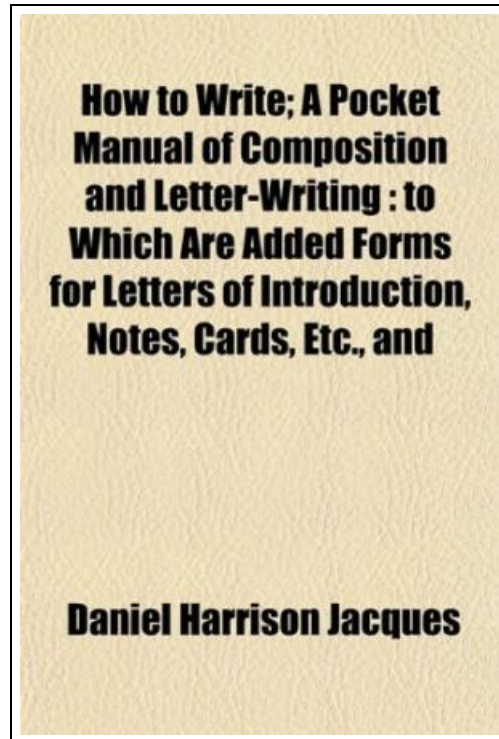 How to Write; A Pocket
Manual of Composition
and Letter-Writing : to
Which Are Added Forms
for Letters of Introduction,
Notes, Cards, Etc., and
Daniel Harrison Jacques